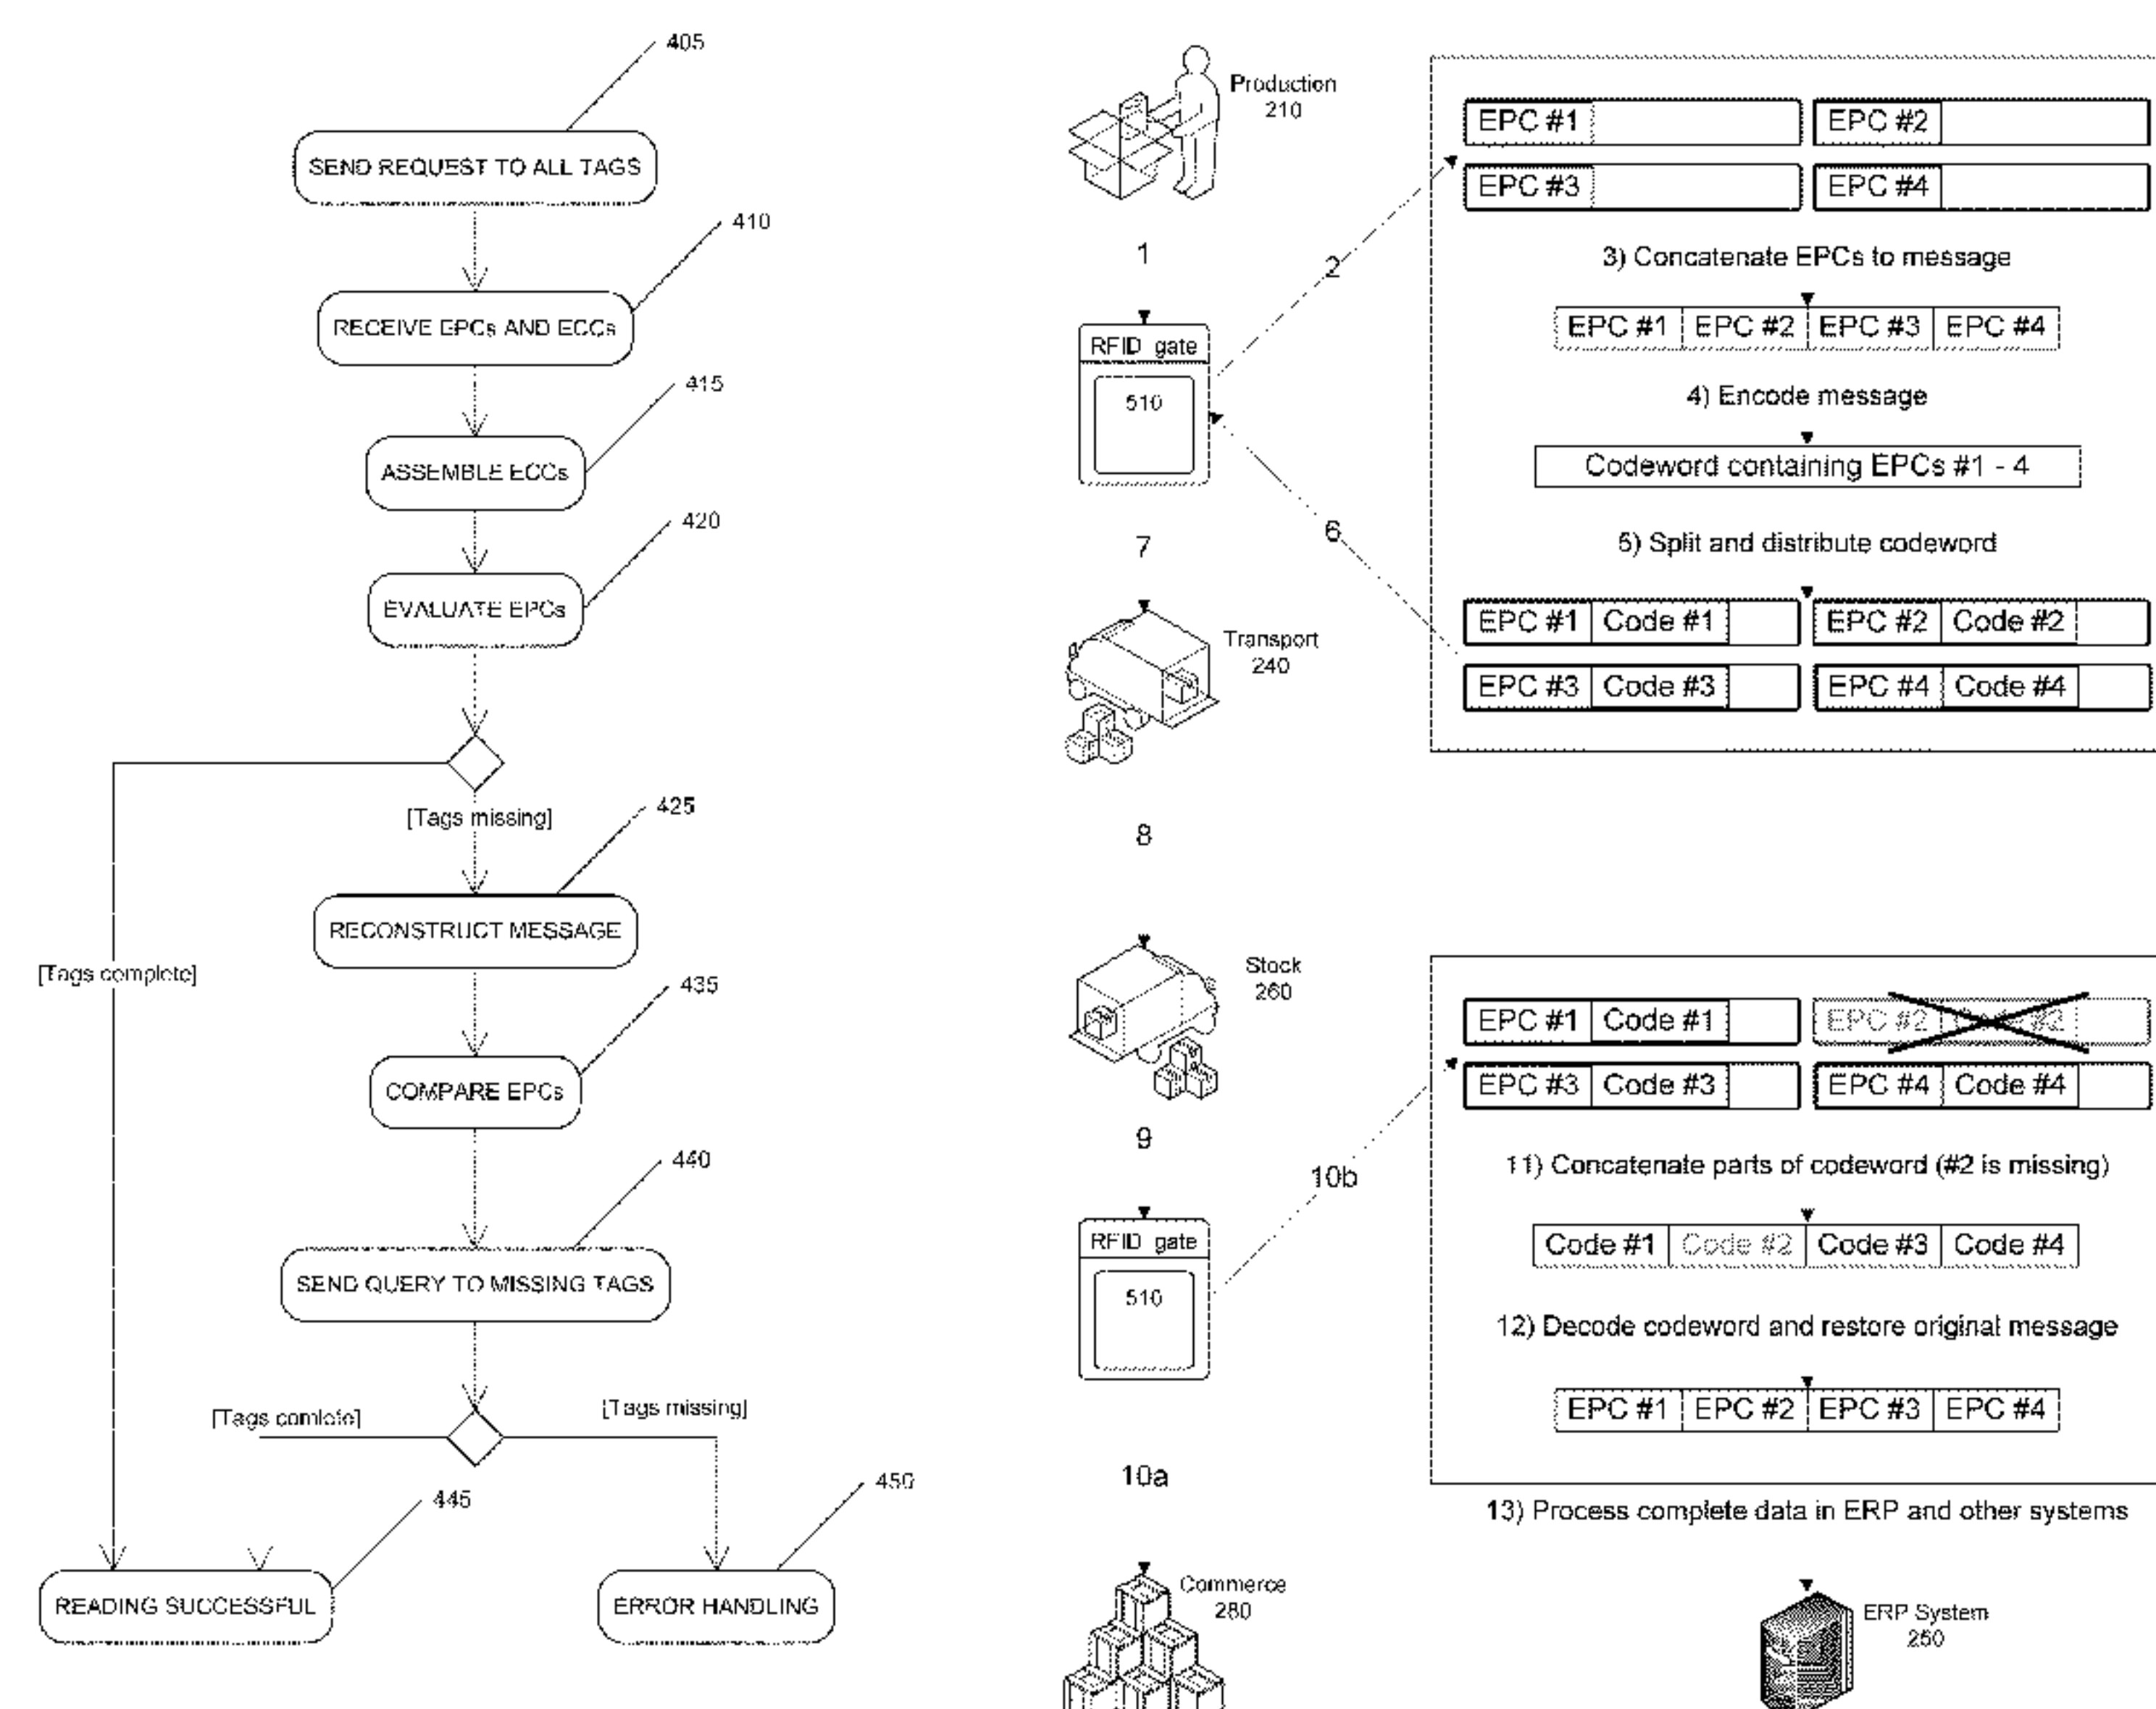 405
SEND REQUEST TO ALL TAGS
410
RECEIVE EPCs AND ECCs
415
ASSEMBLE ECCs
420
EVALUATE EPCs
[Tags missing]
425
RECONSTRUCT MESSAGE
[Tags complete]
435
COMPARE EPCs
440
SEND QUERY TO MISSING TAGS
[Tags comlete]
[Tags missing]
445
450
READING SUCCESSFUL
ERROR HANDLING
Production
210
1
2
RFID gate
510
6
7
Transport
240
8
Stock
260
9
10b
RFID gate
510
10a
Commerce
280
EPC #1
EPC #2
EPC #3
EPC #4
3) Concatenate EPCs to message
EPC #1 EPC #2 EPC #3 EPC #4
4) Encode message
Codeword containing EPCs #1 - 4
5) Split and distribute codeword
EPC #1 Code #1 EPC #2 Code #2
EPC #3 Code #3 EPC #4 Code #4
EPC #1 Code #1 EPC #2 Code #2
EPC #3 Code #3 EPC #4 Code #4
11) Concatenate parts of codeword (#2 is missing)
Code #1 Code #2 Code #3 Code #4
12) Decode codeword and restore original message
EPC #1 EPC #2 EPC #3 EPC #4
13) Process complete data in ERP and other systems
ERP System
250